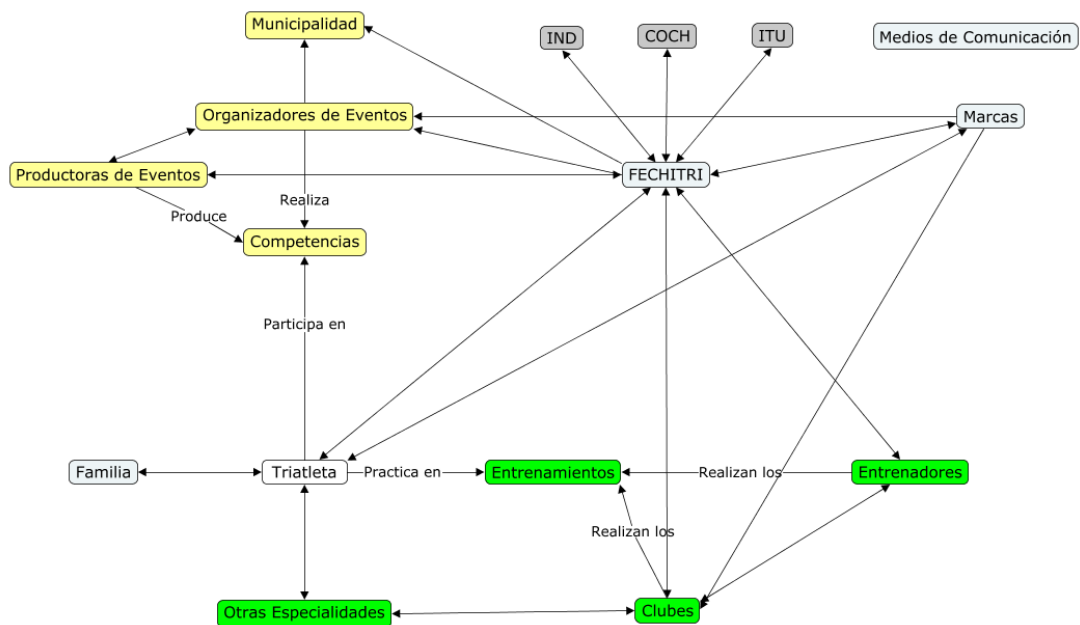 Municipalidad
IND
COCH
ITU
Medios de Comunicación
Organizadores de Eventos
Marcas
Productoras de Eventos
FECHITRI
Realiza
Produce
Competencias
Participa en
Familia
Triatleta
Practica en
Entrenamientos
Realizan los
Entrenadores
Realizan los
Otras Especialidades
Clubes